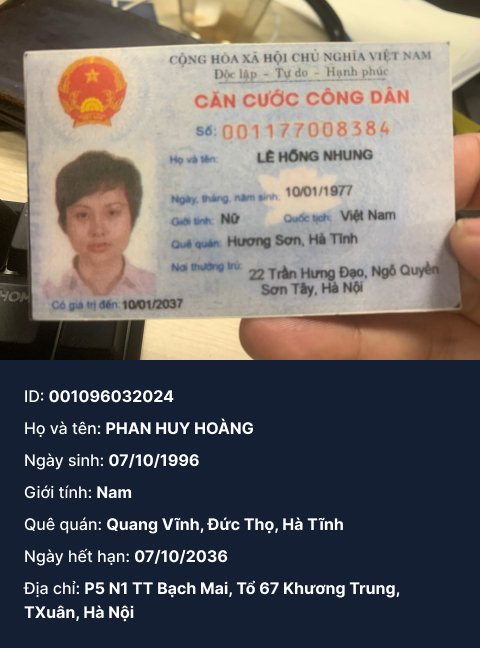 CỘNG HÒA XÃ HỘI CHỦ NGHĨA VIỆT NAM
Độc lập - Tự do - Hạnh phúc
CĂN CƯỚC CÔNG DÂN
Số: 001177008384
Họ và tên: LÊ HỒNG NHUNG
Ngày, tháng, năm sinh: 10/01/1977
Giới tính: Nữ Quốc tịch: Việt Nam
Quê quán: Hương Sơn, Hà Tĩnh
Nơi thường trú: 22 Trần Hưng Đạo, Ngô Quyền
Sơn Tây, Hà Nội
Có giá trị đến: 10/01/2037
HOM
ID: 001096032024
Họ và tên: PHAN HUY HOÀNG
Ngày sinh: 07/10/1996
Giới tính: Nam
Quê quán: Quang Vĩnh, Đức Thọ, Hà Tĩnh
Ngày hết hạn: 07/10/2036
Địa chỉ: P5 N1 TT Bạch Mai, Tổ 67 Khương Trung,
TXuân, Hà Nội